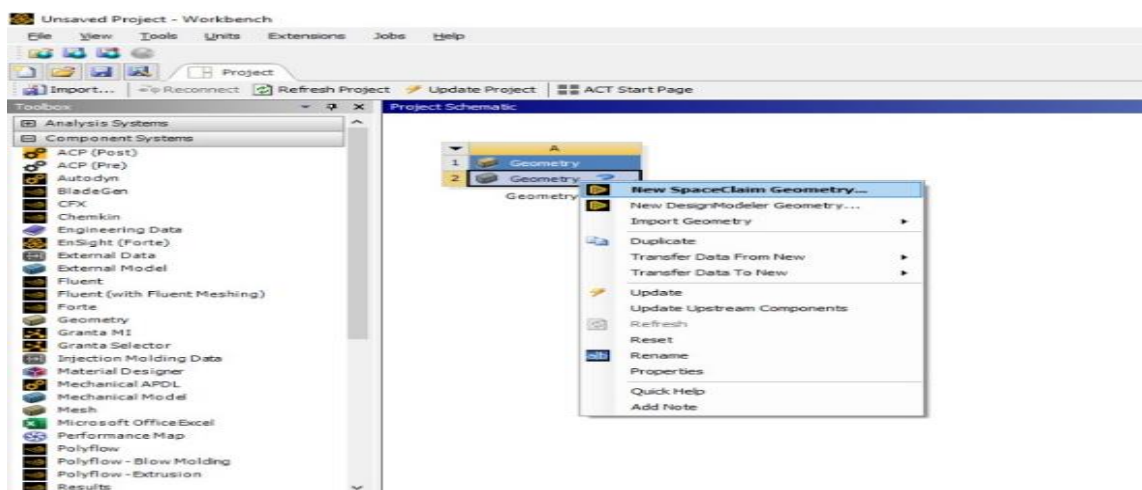 Unsaved Project - Workbench
File View Tools Units Extensions Jobs Help
Project
Import... Reconnect Refresh Project Update Project ACT Start Page
Toolbox
Project Schematic
Analysis Systems
Component Systems
ACP (Post)
ACP (Pre)
Autodyn
BladeGen
CFX
Chemkin
Engineering Data
EnSight (Forte)
External Data
External Model
Fluent
Fluent (with Fluent Meshing)
Forte
Geometry
Granta MI
Granta Selector
Injection Molding Data
Material Designer
Mechanical APDL
Mechanical Model
Mesh
Microsoft Office Excel
Performance Map
Polyflow
Polyflow - Blow Molding
Polyflow - Extrusion
Results
A
1 Geometry
2 Geometry ?
Geometry
New SpaceClaim Geometry...
New DesignModeler Geometry...
Import Geometry
Duplicate
Transfer Data From New
Transfer Data To New
Update
Update Upstream Components
Refresh
Reset
Rename
Properties
Quick Help
Add Note